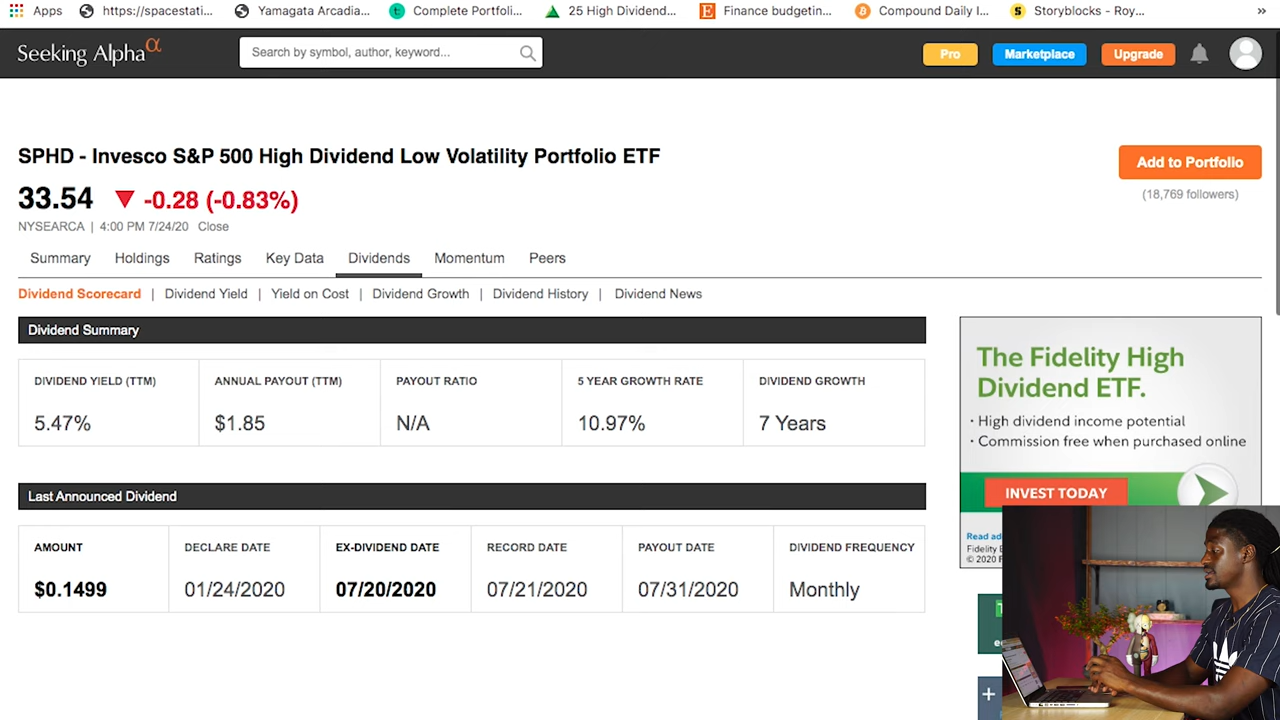 Apps https://spacestati... Yamagata Arcadia... Complete Portfoli... 25 High Dividend... Finance budgetin... Compound Daily I... Storyblocks - Roy... »
Seeking Alpha α Search by symbol, author, keyword... Pro Marketplace Upgrade
SPHD - Invesco S&P 500 High Dividend Low Volatility Portfolio ETF
Add to Portfolio
33.54 ▼ -0.28 (-0.83%)
(18,769 followers)
NYSEARCA | 4:00 PM 7/24/20 Close
Summary Holdings Ratings Key Data Dividends Momentum Peers
Dividend Scorecard | Dividend Yield | Yield on Cost | Dividend Growth | Dividend History | Dividend News
Dividend Summary
DIVIDEND YIELD (TTM) ANNUAL PAYOUT (TTM) PAYOUT RATIO 5 YEAR GROWTH RATE DIVIDEND GROWTH
5.47% $1.85 N/A 10.97% 7 Years
Last Announced Dividend
AMOUNT DECLARE DATE EX-DIVIDEND DATE RECORD DATE PAYOUT DATE DIVIDEND FREQUENCY
$0.1499 01/24/2020 07/20/2020 07/21/2020 07/31/2020 Monthly
The Fidelity High
Dividend ETF.
· High dividend income potential
· Commission free when purchased online
INVEST TODAY
Read ad
Fidelity
© 2020